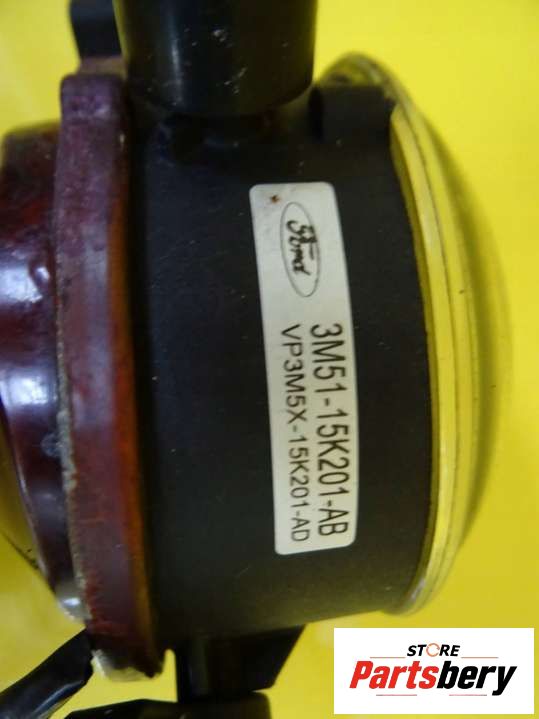 Ford
3M51-15K201-AB
VP3M5X-15K201-AD
STORE
Partsbery